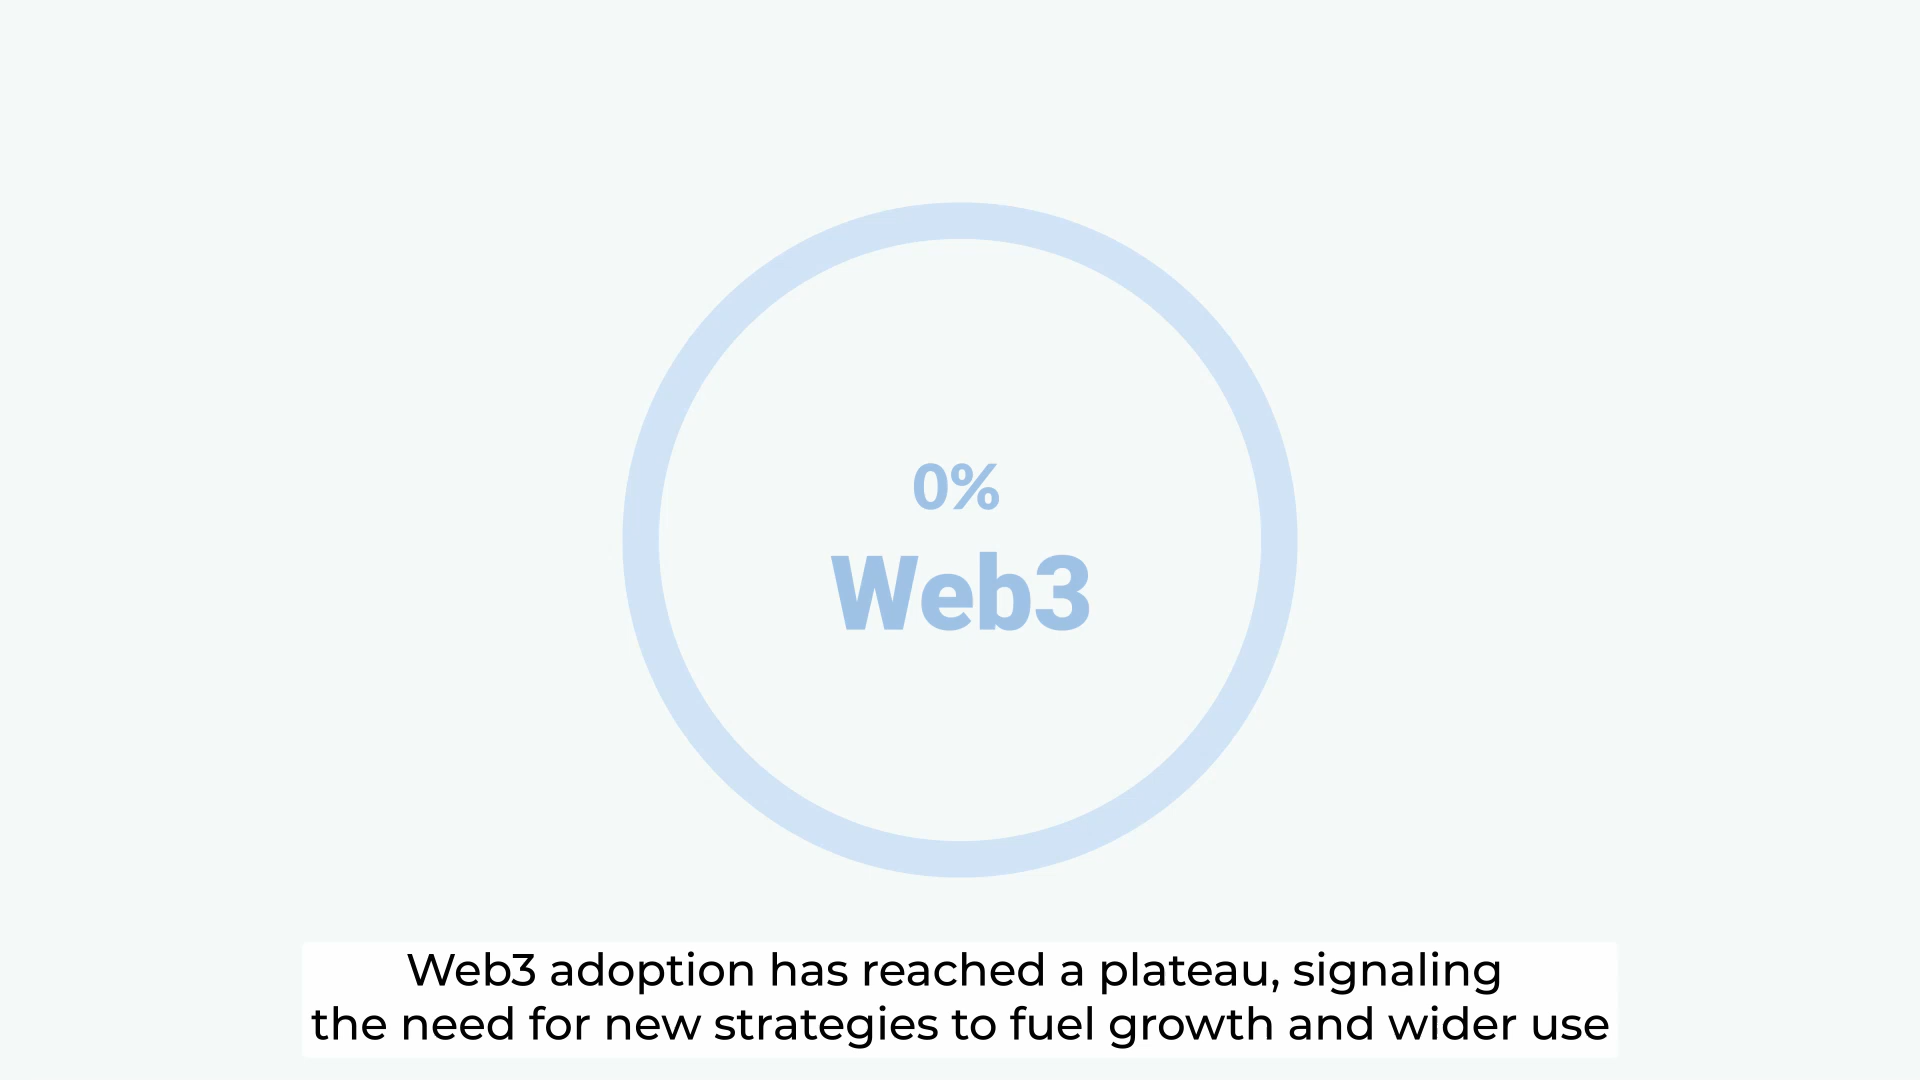 0%
Web3
Web3 adoption has reached a plateau, signaling
the need for new strategies to fuel growth and wider use